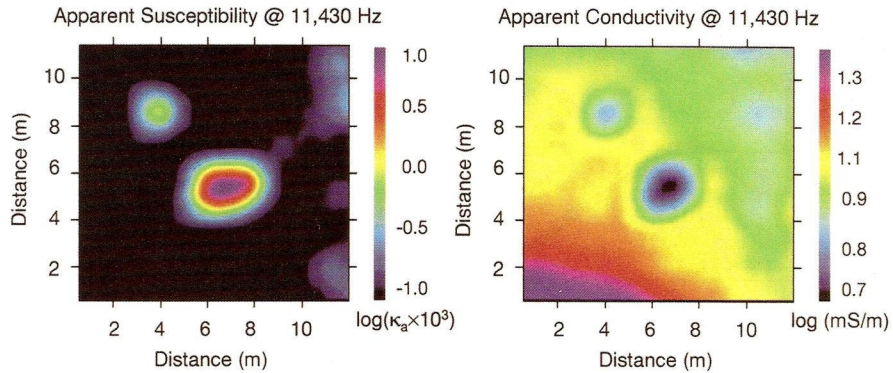 Apparent Susceptibility @ 11,430 Hz
10
8
6
4
2
2 4 6 8 10
Distance (m)
Distance (m)
1.0
0.5
0.0
-0.5
-1.0
log(κₐ×10³)
Apparent Conductivity @ 11,430 Hz
10
8
6
4
2
2 4 6 8 10
Distance (m)
Distance (m)
1.3
1.2
1.1
0.9
0.8
0.7
log (mS/m)